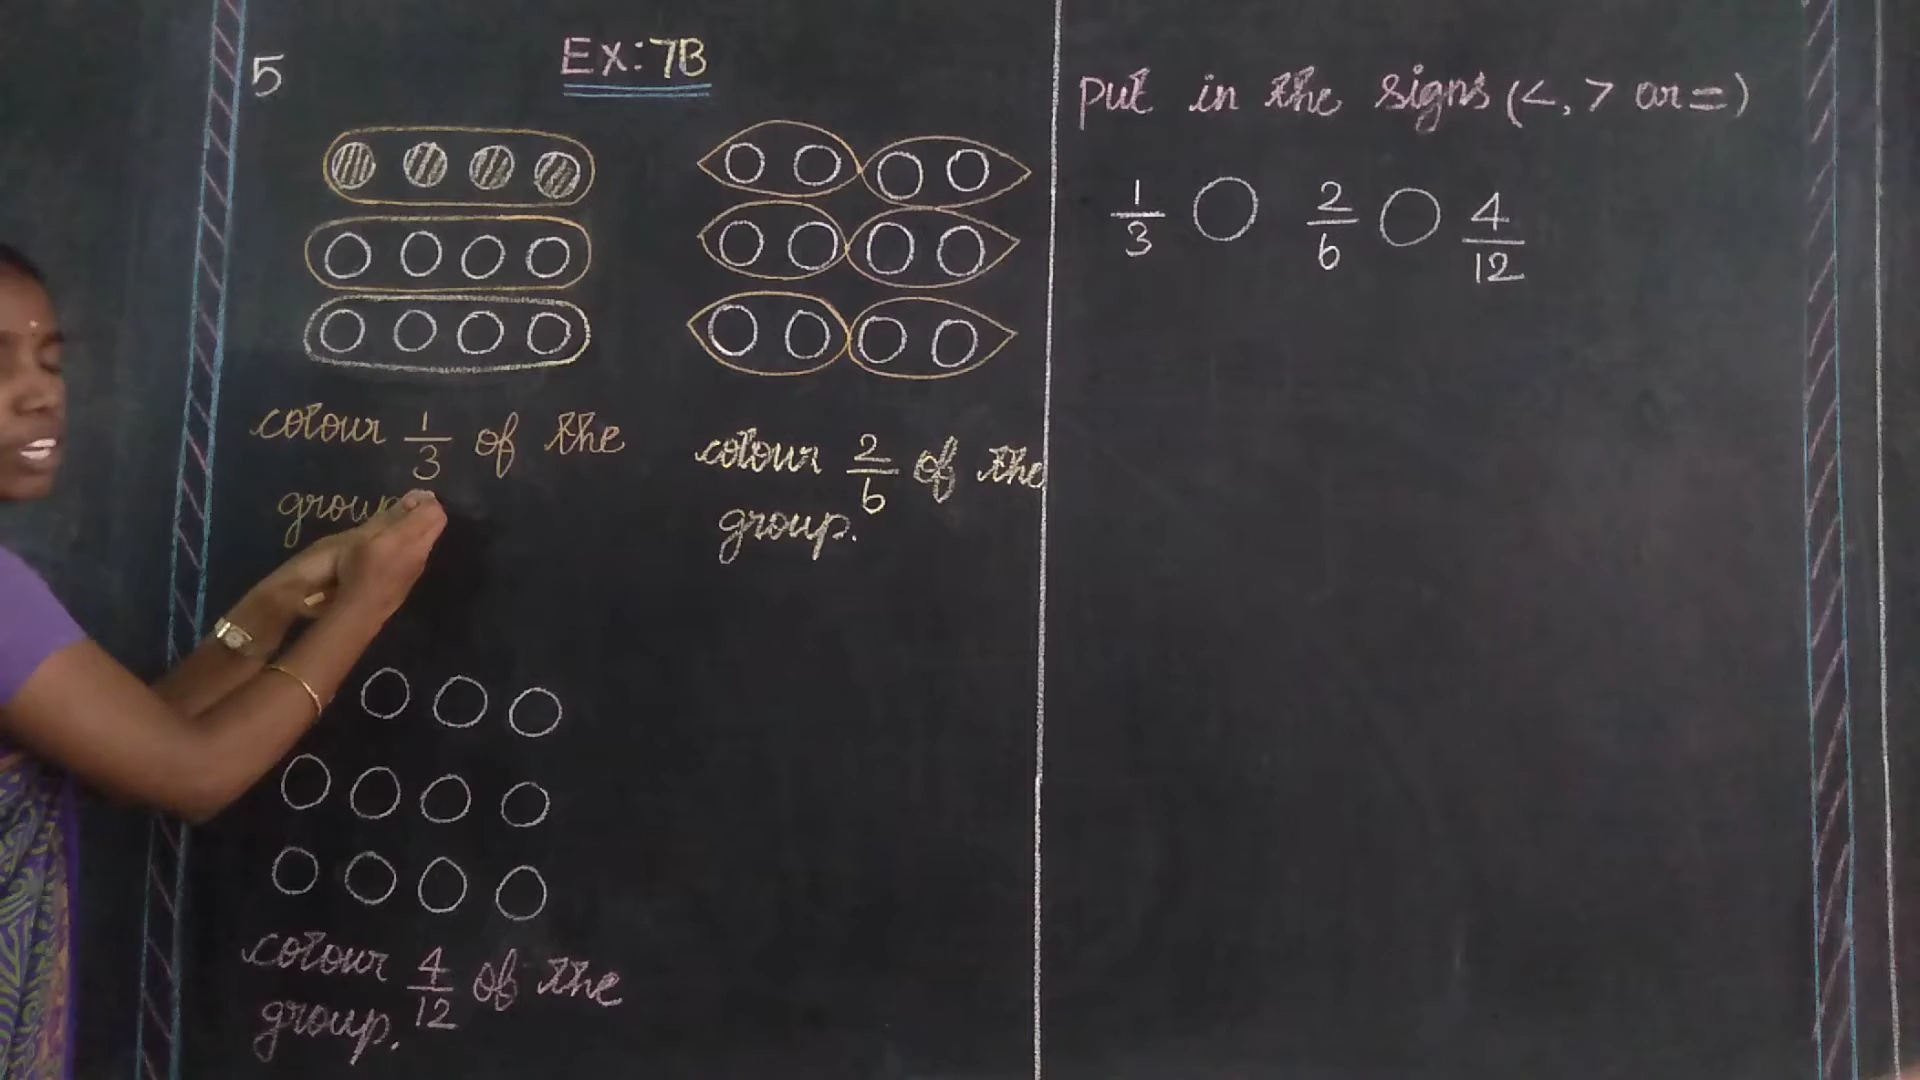 5
Ex: 7B
colour 1/3 of the
group
colour 2/6 of the
group.
colour 4/12 of the
group.
put in the signs (<, > or =)
1/3 ○ 2/6 ○ 4/12